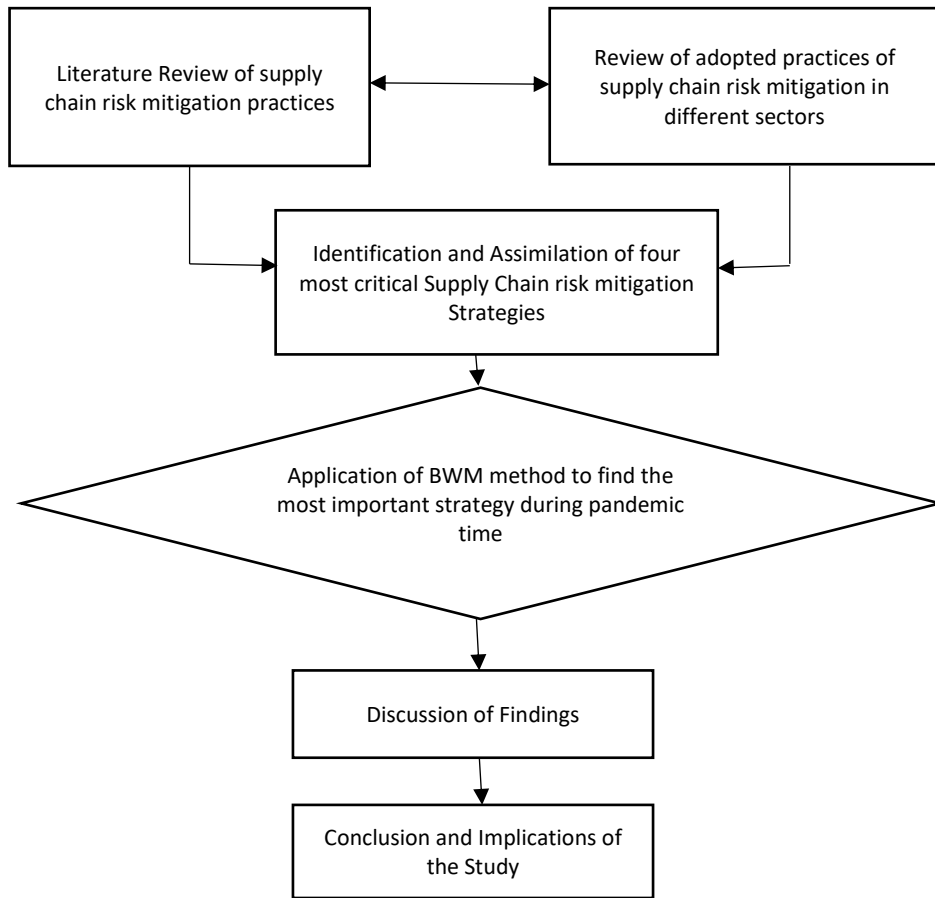 Literature Review of supply
chain risk mitigation practices
Review of adopted practices of
supply chain risk mitigation in
different sectors
Identification and Assimilation of four
most critical Supply Chain risk mitigation
Strategies
Application of BWM method to find the
most important strategy during pandemic
time
Discussion of Findings
Conclusion and Implications of
the Study